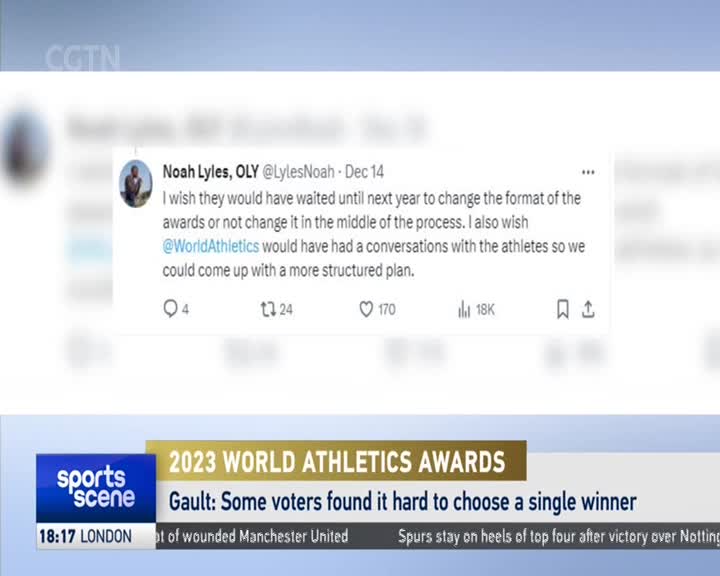 CGTN
Noah Lyles, OLY @LylesNoah · Dec 14
I wish they would have waited until next year to change the format of the
awards or not change it in the middle of the process. I also wish
@WorldAthletics would have had a conversations with the athletes so we
could come up with a more structured plan.
4 24 170 18K
2023 WORLD ATHLETICS AWARDS
sports
scene
Gault: Some voters found it hard to choose a single winner
18:17 LONDON at of wounded Manchester United Spurs stay on heels of top four after victory over Notting